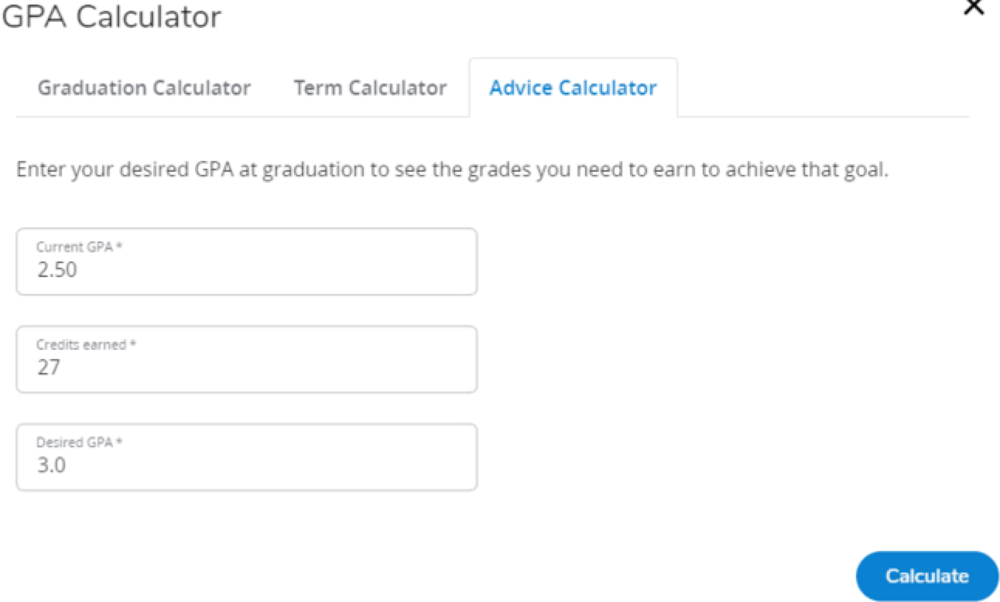 GPA Calculator
Graduation Calculator Term Calculator Advice Calculator
Enter your desired GPA at graduation to see the grades you need to earn to achieve that goal.
Current GPA *
2.50
Credits earned *
27
Desired GPA *
3.0
Calculate